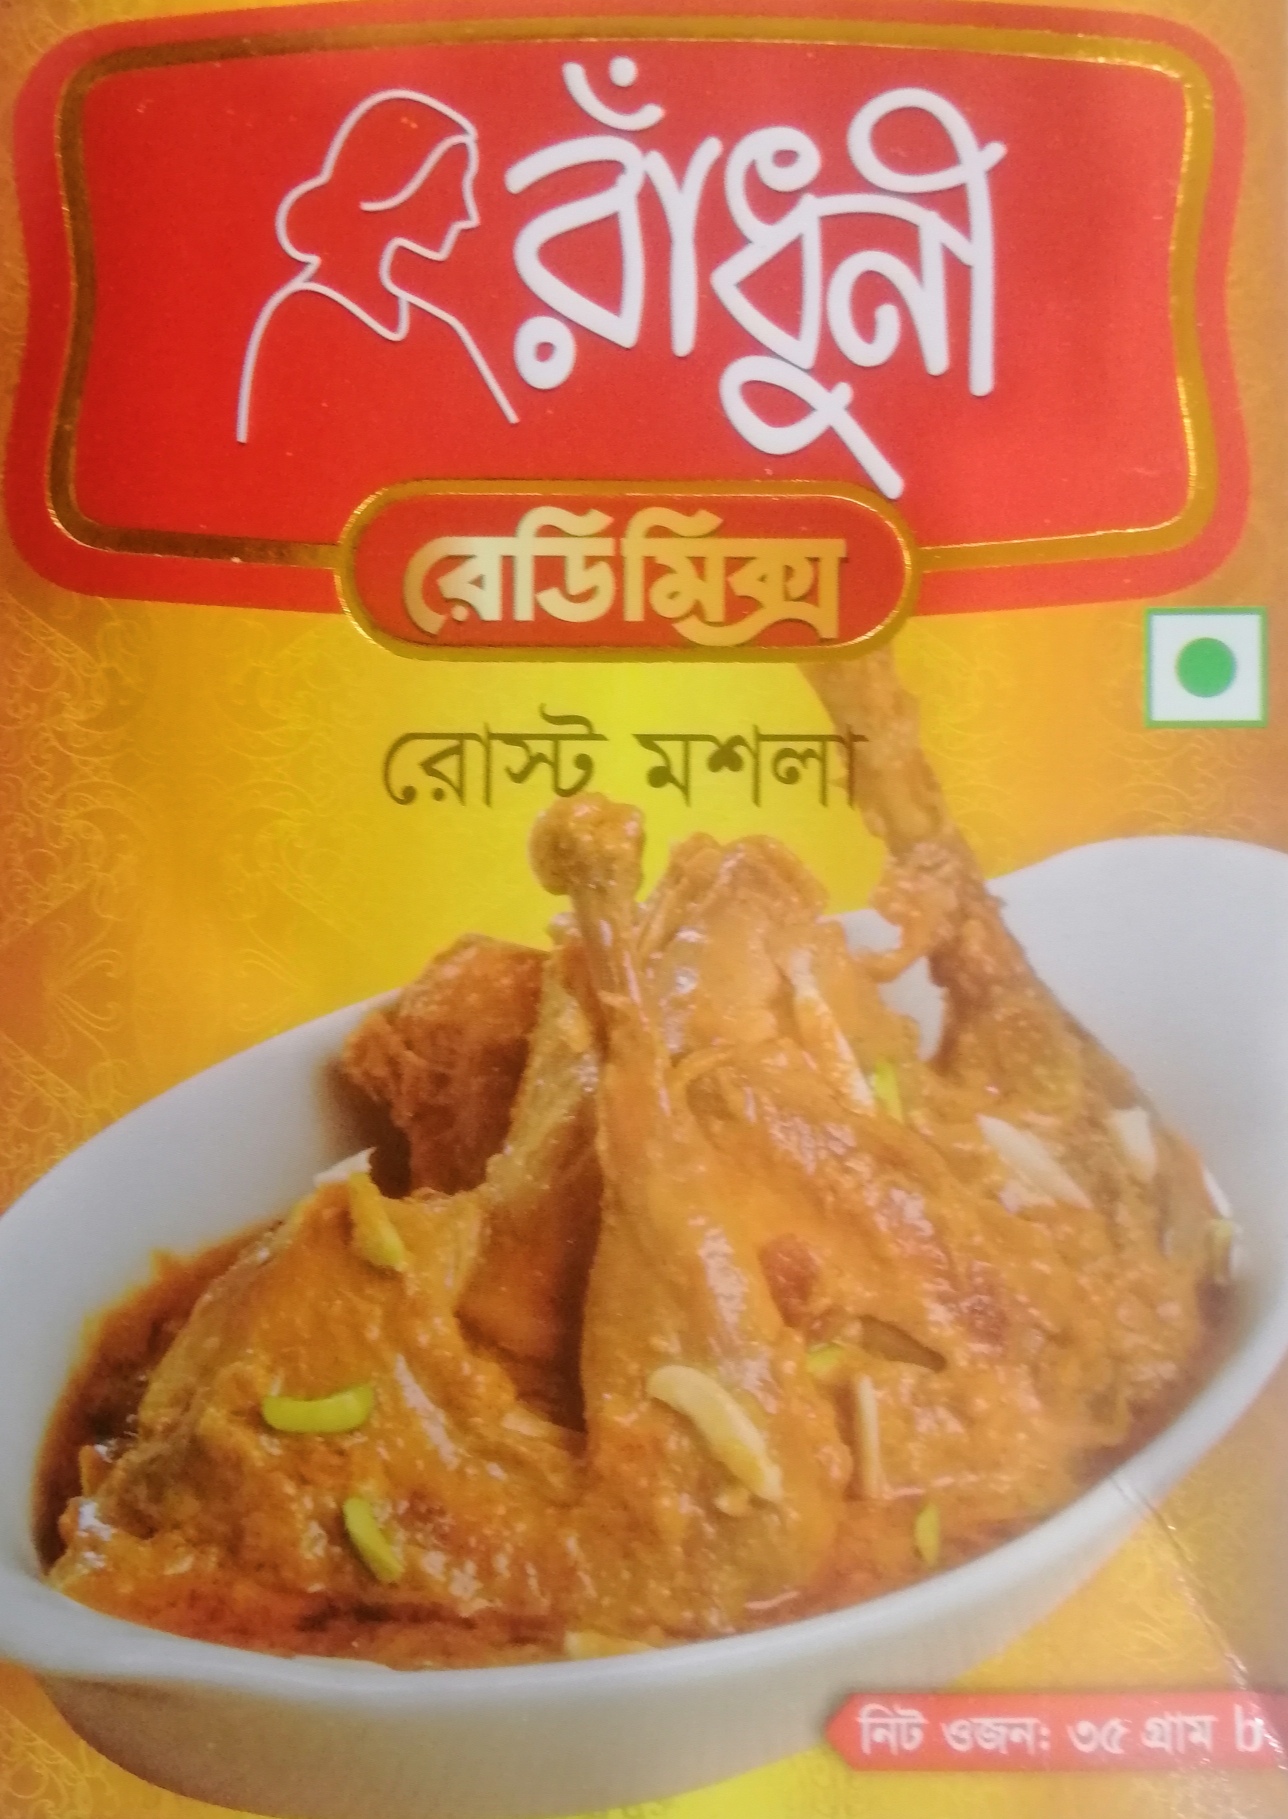 রাঁধুনী
রেডিমিক্স
রোস্ট মশলা
নিট ওজন: ৩৫ গ্রাম